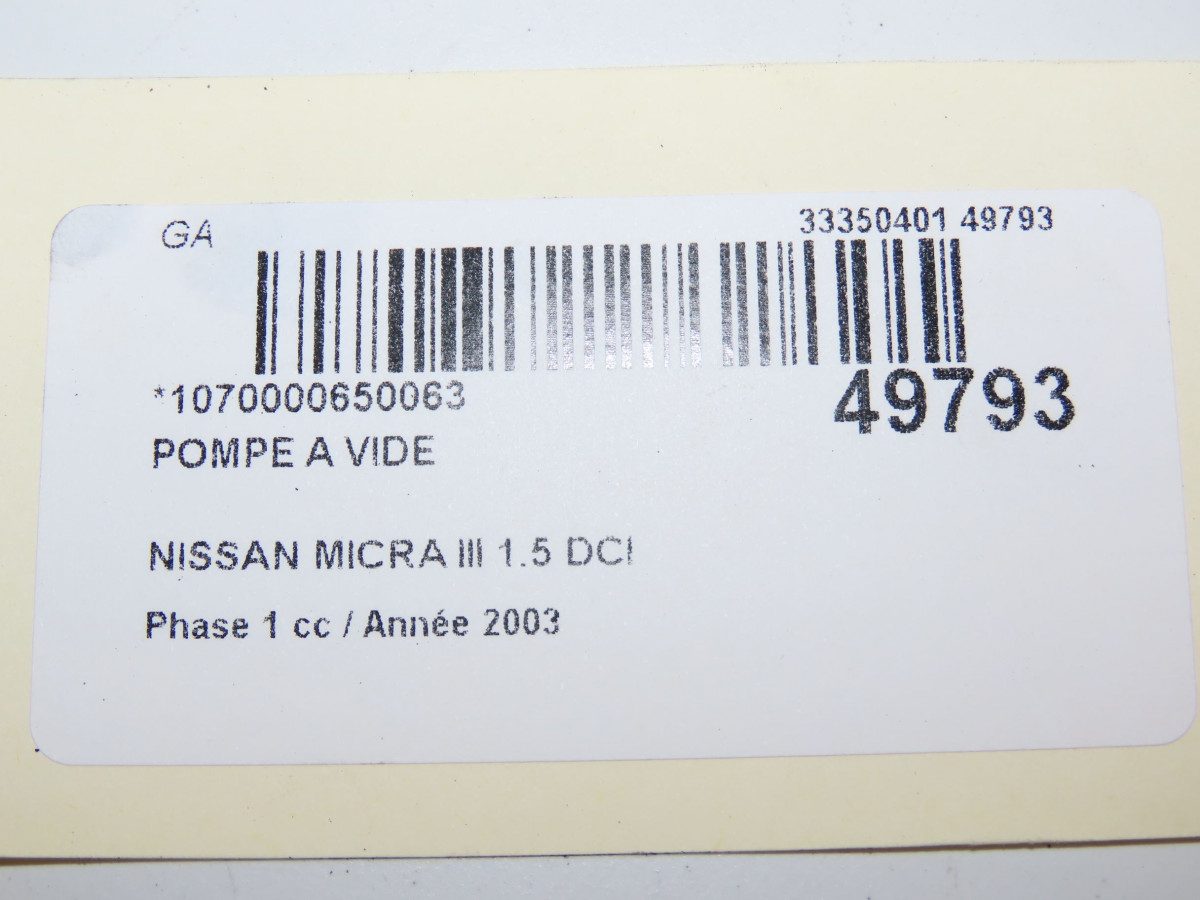 GA
33350401 49793
*1070000650063
49793
POMPE A VIDE
NISSAN MICRA III 1.5 DCI
Phase 1 cc / Année 2003